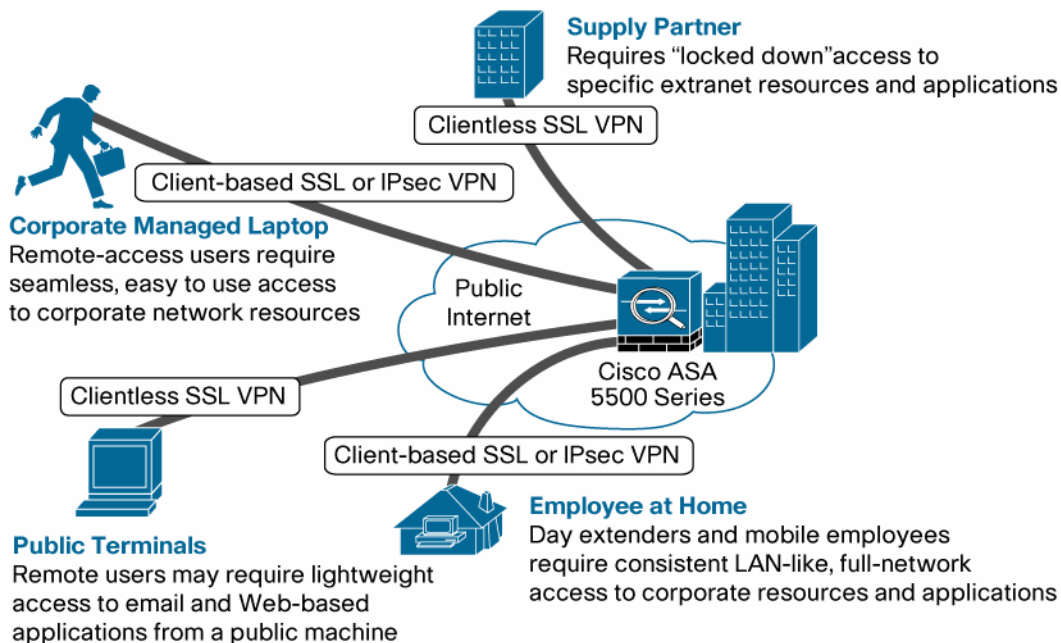 Supply Partner
Requires “locked down”access to
specific extranet resources and applications
Clientless SSL VPN
Client-based SSL or IPsec VPN
Corporate Managed Laptop
Remote-access users require
seamless, easy to use access
to corporate network resources
Public
Internet
Cisco ASA
5500 Series
Clientless SSL VPN
Client-based SSL or IPsec VPN
Public Terminals
Remote users may require lightweight
access to email and Web-based
applications from a public machine
Employee at Home
Day extenders and mobile employees
require consistent LAN-like, full-network
access to corporate resources and applications